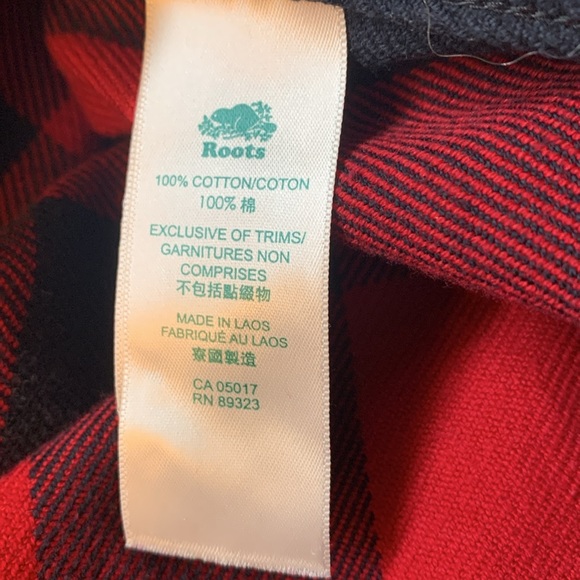 Roots
100% COTTON/COTON
100% 棉
EXCLUSIVE OF TRIMS/
GARNITURES NON
COMPRISES
不包括點綴物
MADE IN LAOS
FABRIQUÉ AU LAOS
寮國製造
CA 05017
RN 89323